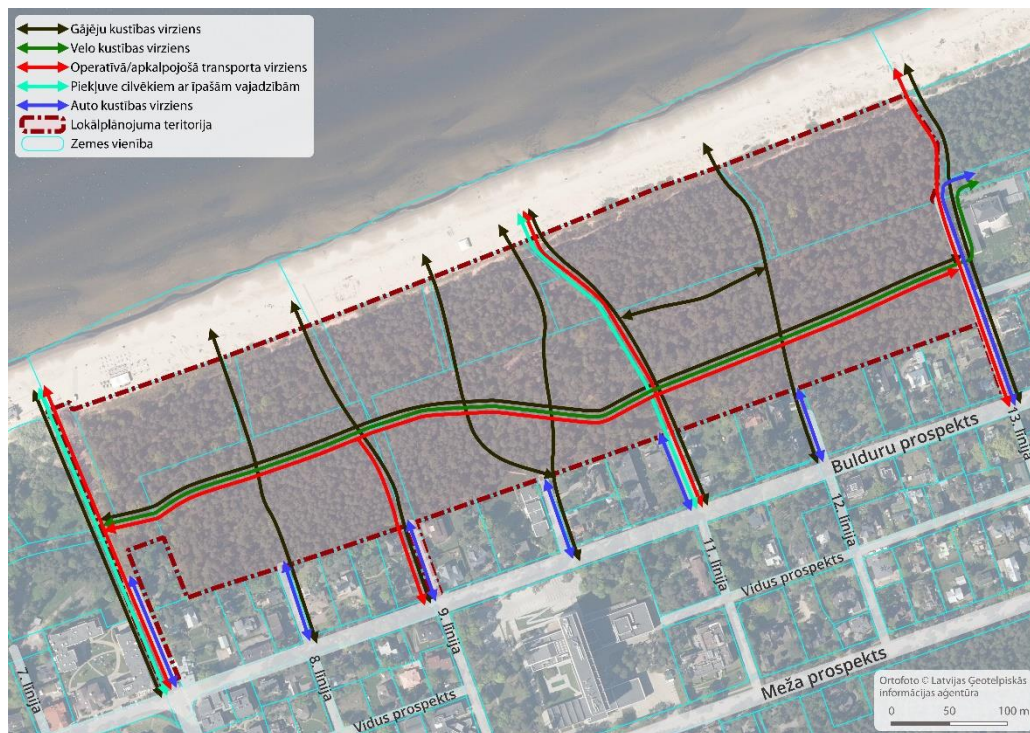 Gājēju kustības virziens
Velo kustības virziens
Operatīvā/apkalpojošā transporta virziens
Piekļuve cilvēkiem ar īpašām vajadzībām
Auto kustības virziens
Lokālplānojuma teritorija
Zemes vienība
13. līnija
Bulduru prospekts
12. līnija
11. līnija
Vidus prospekts
9. līnija
8. līnija
7. līnija
Meža prospekts
Vidus prospekts
Ortofoto © Latvijas Ģeotelpiskās
informācijas aģentūra
0 50 100 m